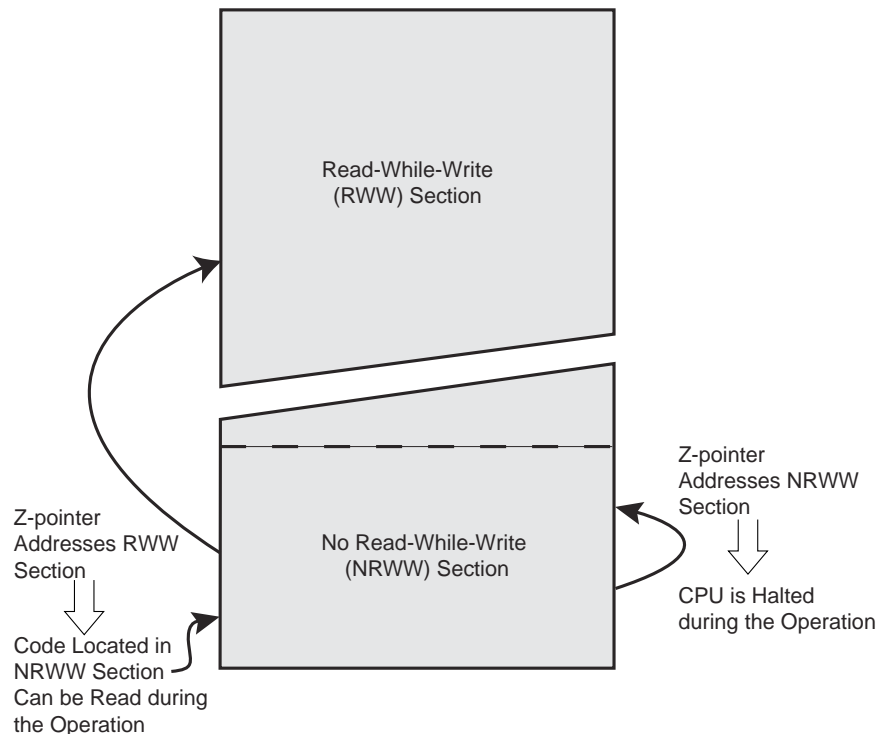 Read-While-Write
(RWW) Section
Z-pointer
Addresses NRWW
Section
Z-pointer
Addresses RWW
Section
No Read-While-Write
(NRWW) Section
CPU is Halted
during the Operation
Code Located in
NRWW Section
Can be Read during
the Operation